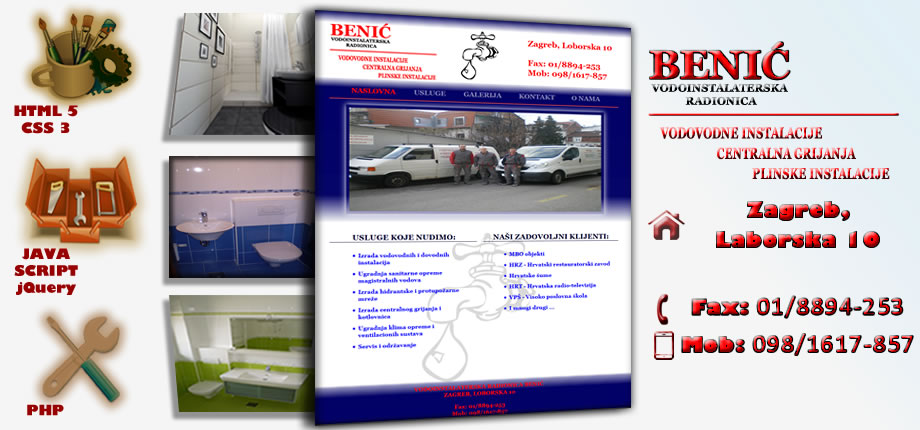 HTML 5
CSS 3
JAVA
SCRIPT
jQuery
PHP
BENIĆ
VODOINSTALATERSKA
RADIONICA
VODOVODNE INSTALACIJE
CENTRALNA GRIJANJA
PLINSKE INSTALACIJE
Zagreb, Loborska 10
Fax: 01/8894-253
Mob: 098/1617-857
NASLOVNA USLUGE GALERIJA KONTAKT O NAMA
USLUGE KOJE NUDIMO:
Izrada vodovodnih i dovodnih
instalacija
Ugradnja sanitarne opreme
magistralnih vodova
Izrada hidrantske i protupožarne
mreže
Izrada centralnog grijanja i
kotlovnica
Ugradnja klima opreme i
ventilacionih sustava
Servis i održavanje
NAŠI ZADOVOLJNI KLIJENTI:
MBO objekti
HRZ - Hrvatski restauratorski zavod
Hrvatske šume
HRT - Hrvatska radio-televizija
VPŠ - Visoko poslovna škola
I mnogi drugi ...
ZAGREB, LOBORSKA 10
Fax: 01/8894-253
Mob: 098/1617-857
BENIĆ
VODOINSTALATERSKA
RADIONICA
VODOVODNE INSTALACIJE
CENTRALNA GRIJANJA
PLINSKE INSTALACIJE
Zagreb,
Laborska 10
Fax: 01/8894-253
Mob: 098/1617-857